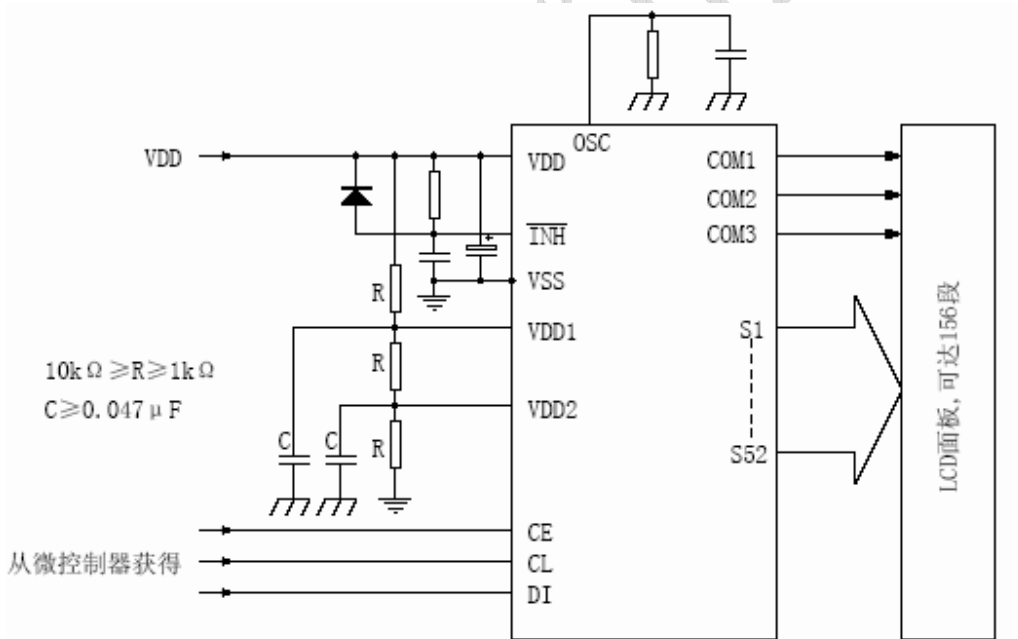 OSC
VDD
VDD
COM1
COM2
COM3
INH
+
VSS
R
VDD1
S1
10kΩ≥R≥1kΩ
R
C≥0.047μF
VDD2
C
C
R
S52
LCD面板,可达156段
CE
从微控制器获得
CL
DI